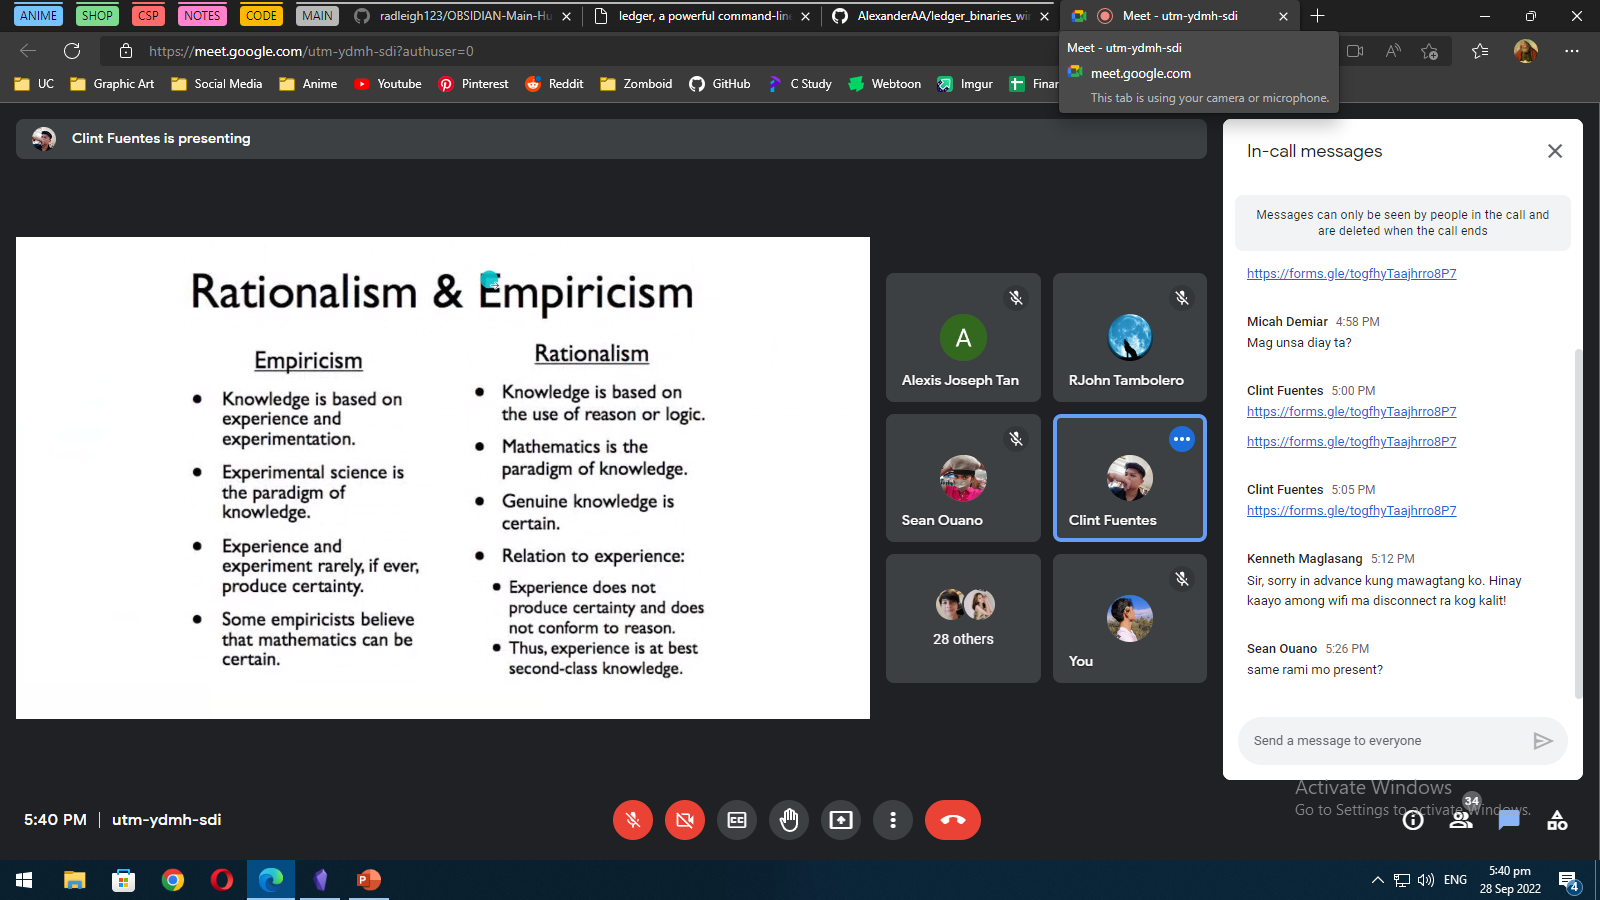 ANIME
SHOP
CSP
NOTES
CODE
MAIN
radleigh123/OBSIDIAN-Main-Hu
ledger, a powerful command-lin
AlexanderAA/ledger_binaries_wi
Meet - utm-ydmh-sdi
https://meet.google.com/utm-ydmh-sdi?authuser=0
Meet - utm-ydmh-sdi
meet.google.com
This tab is using your camera or microphone.
UC
Graphic Art
Social Media
Anime
Youtube
Pinterest
Reddit
Zomboid
GitHub
C Study
Webtoon
Imgur
Finan
Clint Fuentes is presenting
Rationalism & Empiricism
Empiricism
• Knowledge is based on
experience and
experimentation.
• Experimental science is
the paradigm of
knowledge.
• Experience and
experiment rarely, if ever,
produce certainty.
• Some empiricists believe
that mathematics can be
certain.
Rationalism
• Knowledge is based on
the use of reason or logic.
• Mathematics is the
paradigm of knowledge.
• Genuine knowledge is
certain.
• Relation to experience:
• Experience does not
produce certainty and does
not conform to reason.
• Thus, experience is at best
second-class knowledge.
A
Alexis Joseph Tan
RJohn Tambolero
Sean Ouano
Clint Fuentes
28 others
You
In-call messages
Messages can only be seen by people in the call and
are deleted when the call ends
https://forms.gle/togfhyTaajhrro8P7
Micah Demiar 4:58 PM
Mag unsa diay ta?
Clint Fuentes 5:00 PM
https://forms.gle/togfhyTaajhrro8P7
https://forms.gle/togfhyTaajhrro8P7
Clint Fuentes 5:05 PM
https://forms.gle/togfhyTaajhrro8P7
Kenneth Maglasang 5:12 PM
Sir, sorry in advance kung mawagtang ko. Hinay
kaayo among wifi ma disconnect ra kog kalit!
Sean Ouano 5:26 PM
same rami mo present?
Send a message to everyone
Activate Windows
Go to Settings to activate Windows.
5:40 PM | utm-ydmh-sdi
34
ENG
5:40 pm
28 Sep 2022
4